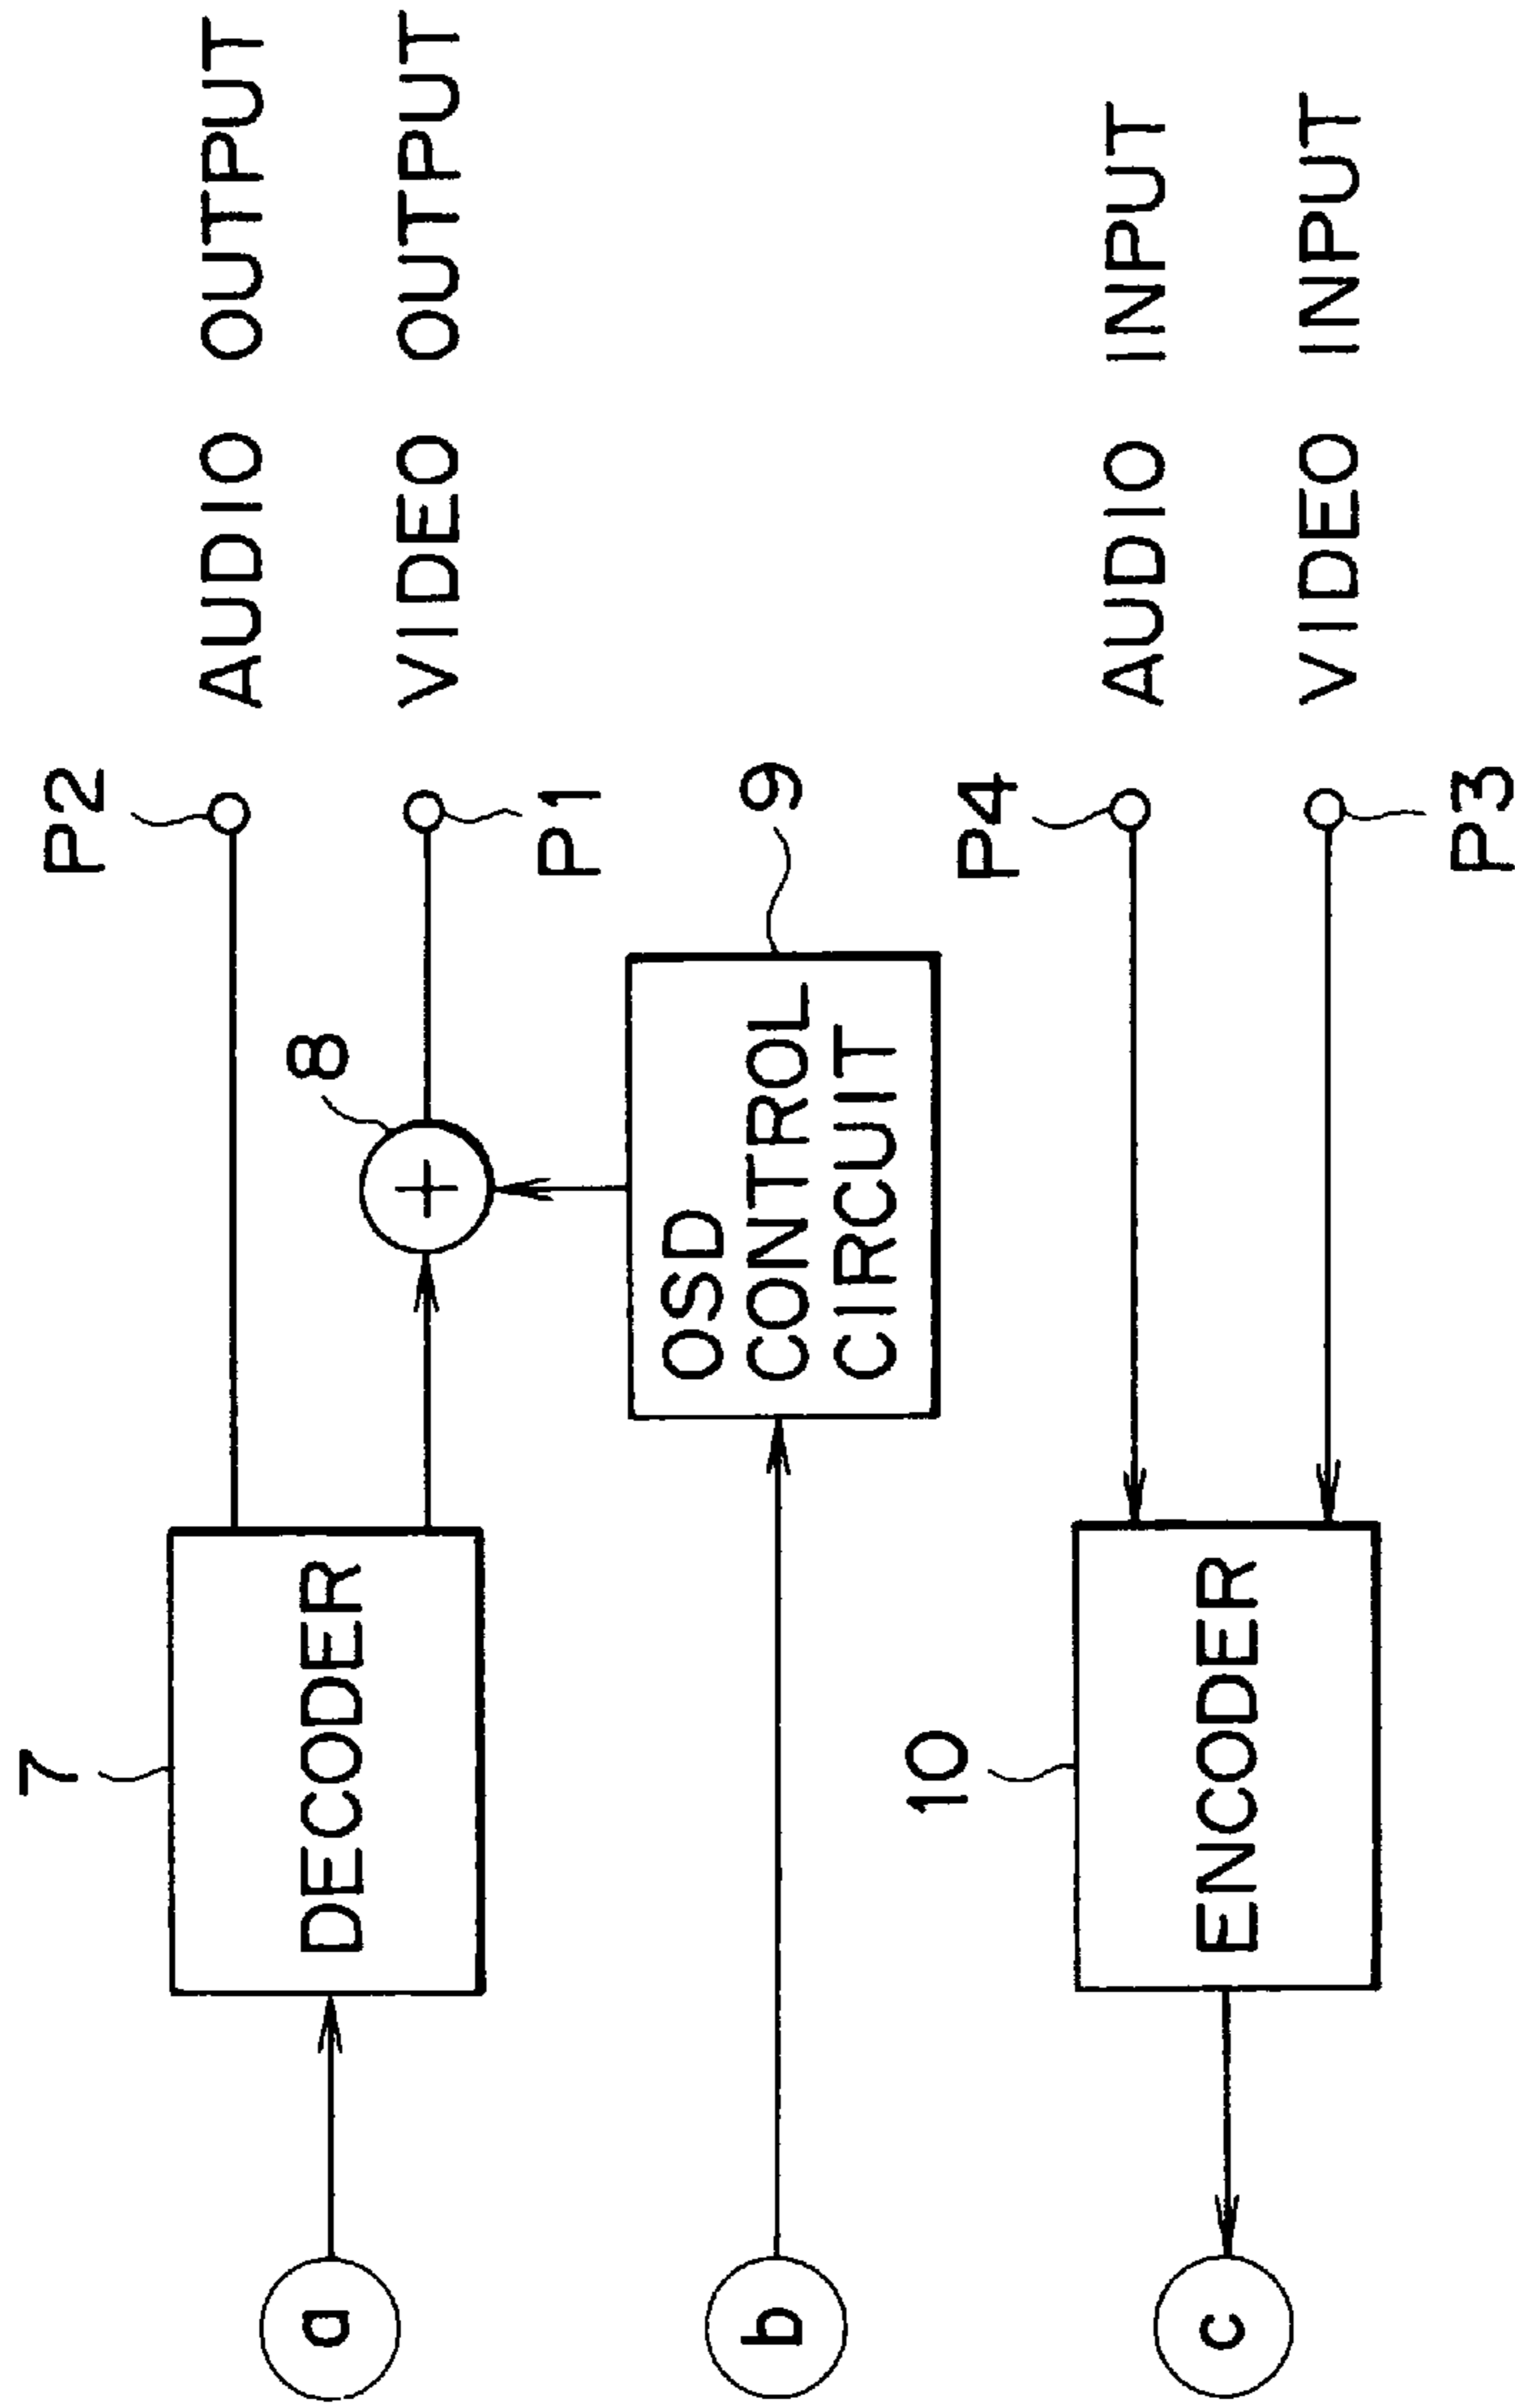 P2
AUDIO OUTPUT
VIDEO OUTPUT
P1
7
DECODER
8
a
9
OSD
CONTROL
CIRCUIT
b
P4
AUDIO INPUT
VIDEO INPUT
P3
10
ENCODER
c